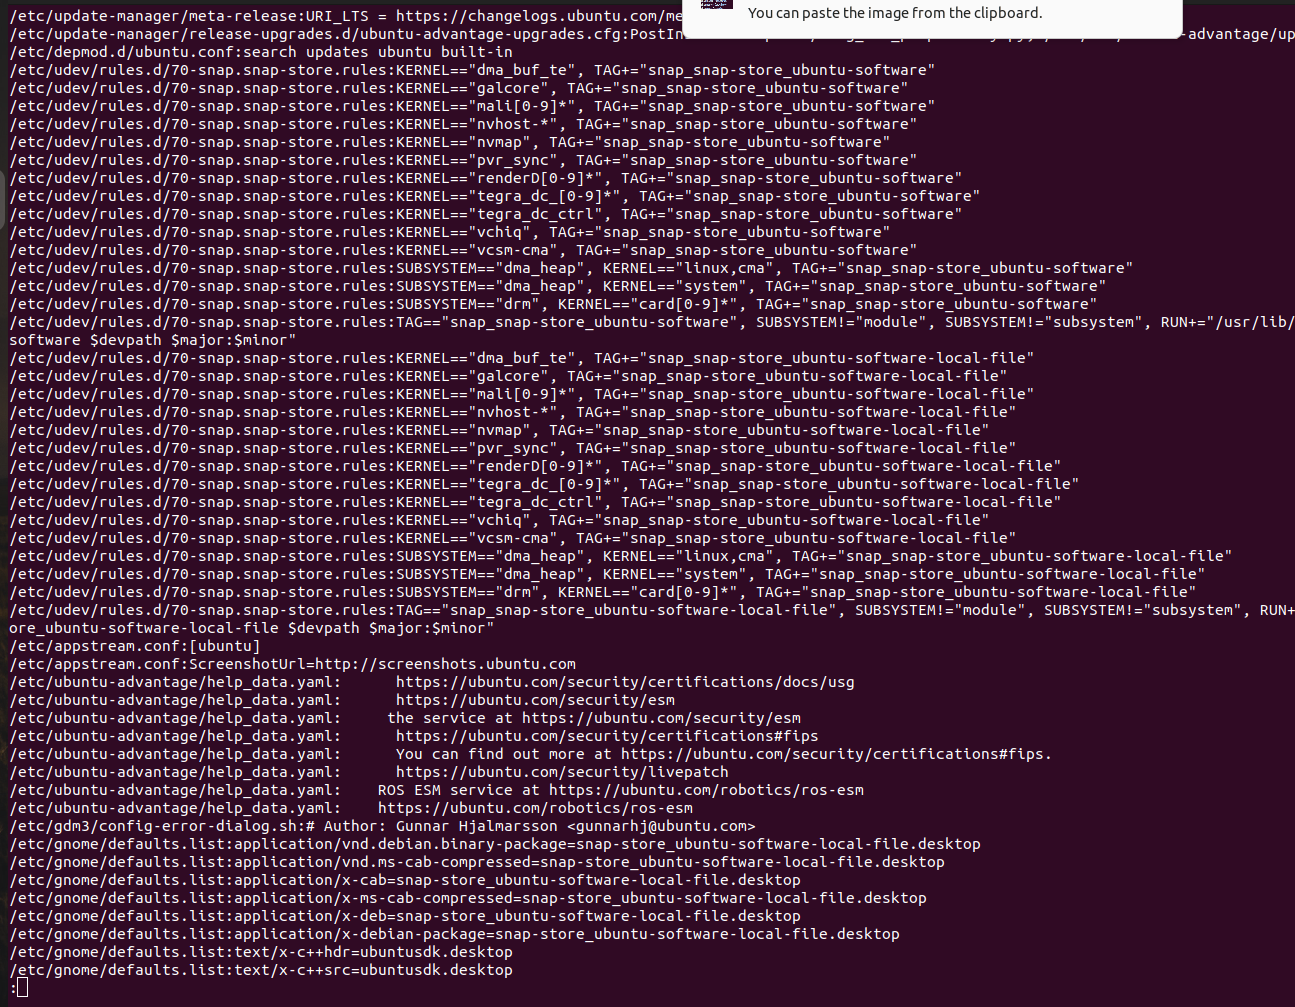 /etc/update-manager/meta-release:URI_LTS = https://changelogs.ubuntu.com/me
You can paste the image from the clipboard.
/etc/update-manager/release-upgrades.d/ubuntu-advantage-upgrades.cfg:PostIn
-advantage/up
/etc/depmod.d/ubuntu.conf:search updates ubuntu built-in
/etc/udev/rules.d/70-snap.snap-store.rules:KERNEL=="dma_buf_te", TAG+="snap_snap-store_ubuntu-software"
/etc/udev/rules.d/70-snap.snap-store.rules:KERNEL=="galcore", TAG+="snap_snap-store_ubuntu-software"
/etc/udev/rules.d/70-snap.snap-store.rules:KERNEL=="mali[0-9]*", TAG+="snap_snap-store_ubuntu-software"
/etc/udev/rules.d/70-snap.snap-store.rules:KERNEL=="nvhost-*", TAG+="snap_snap-store_ubuntu-software"
/etc/udev/rules.d/70-snap.snap-store.rules:KERNEL=="nvmap", TAG+="snap_snap-store_ubuntu-software"
/etc/udev/rules.d/70-snap.snap-store.rules:KERNEL=="pvr_sync", TAG+="snap_snap-store_ubuntu-software"
/etc/udev/rules.d/70-snap.snap-store.rules:KERNEL=="renderD[0-9]*", TAG+="snap_snap-store_ubuntu-software"
/etc/udev/rules.d/70-snap.snap-store.rules:KERNEL=="tegra_dc_[0-9]*", TAG+="snap_snap-store_ubuntu-software"
/etc/udev/rules.d/70-snap.snap-store.rules:KERNEL=="tegra_dc_ctrl", TAG+="snap_snap-store_ubuntu-software"
/etc/udev/rules.d/70-snap.snap-store.rules:KERNEL=="vchiq", TAG+="snap_snap-store_ubuntu-software"
/etc/udev/rules.d/70-snap.snap-store.rules:KERNEL=="vcsm-cma", TAG+="snap_snap-store_ubuntu-software"
/etc/udev/rules.d/70-snap.snap-store.rules:SUBSYSTEM=="dma_heap", KERNEL=="linux,cma", TAG+="snap_snap-store_ubuntu-software"
/etc/udev/rules.d/70-snap.snap-store.rules:SUBSYSTEM=="dma_heap", KERNEL=="system", TAG+="snap_snap-store_ubuntu-software"
/etc/udev/rules.d/70-snap.snap-store.rules:SUBSYSTEM=="drm", KERNEL=="card[0-9]*", TAG+="snap_snap-store_ubuntu-software"
/etc/udev/rules.d/70-snap.snap-store.rules:TAG=="snap_snap-store_ubuntu-software", SUBSYSTEM!="module", SUBSYSTEM!="subsystem", RUN+="/usr/lib/
software $devpath $major:$minor"
/etc/udev/rules.d/70-snap.snap-store.rules:KERNEL=="dma_buf_te", TAG+="snap_snap-store_ubuntu-software-local-file"
/etc/udev/rules.d/70-snap.snap-store.rules:KERNEL=="galcore", TAG+="snap_snap-store_ubuntu-software-local-file"
/etc/udev/rules.d/70-snap.snap-store.rules:KERNEL=="mali[0-9]*", TAG+="snap_snap-store_ubuntu-software-local-file"
/etc/udev/rules.d/70-snap.snap-store.rules:KERNEL=="nvhost-*", TAG+="snap_snap-store_ubuntu-software-local-file"
/etc/udev/rules.d/70-snap.snap-store.rules:KERNEL=="nvmap", TAG+="snap_snap-store_ubuntu-software-local-file"
/etc/udev/rules.d/70-snap.snap-store.rules:KERNEL=="pvr_sync", TAG+="snap_snap-store_ubuntu-software-local-file"
/etc/udev/rules.d/70-snap.snap-store.rules:KERNEL=="renderD[0-9]*", TAG+="snap_snap-store_ubuntu-software-local-file"
/etc/udev/rules.d/70-snap.snap-store.rules:KERNEL=="tegra_dc_[0-9]*", TAG+="snap_snap-store_ubuntu-software-local-file"
/etc/udev/rules.d/70-snap.snap-store.rules:KERNEL=="tegra_dc_ctrl", TAG+="snap_snap-store_ubuntu-software-local-file"
/etc/udev/rules.d/70-snap.snap-store.rules:KERNEL=="vchiq", TAG+="snap_snap-store_ubuntu-software-local-file"
/etc/udev/rules.d/70-snap.snap-store.rules:KERNEL=="vcsm-cma", TAG+="snap_snap-store_ubuntu-software-local-file"
/etc/udev/rules.d/70-snap.snap-store.rules:SUBSYSTEM=="dma_heap", KERNEL=="linux,cma", TAG+="snap_snap-store_ubuntu-software-local-file"
/etc/udev/rules.d/70-snap.snap-store.rules:SUBSYSTEM=="dma_heap", KERNEL=="system", TAG+="snap_snap-store_ubuntu-software-local-file"
/etc/udev/rules.d/70-snap.snap-store.rules:SUBSYSTEM=="drm", KERNEL=="card[0-9]*", TAG+="snap_snap-store_ubuntu-software-local-file"
/etc/udev/rules.d/70-snap.snap-store.rules:TAG=="snap_snap-store_ubuntu-software-local-file", SUBSYSTEM!="module", SUBSYSTEM!="subsystem", RUN+
ore_ubuntu-software-local-file $devpath $major:$minor"
/etc/appstream.conf:[ubuntu]
/etc/appstream.conf:ScreenshotUrl=http://screenshots.ubuntu.com
/etc/ubuntu-advantage/help_data.yaml:      https://ubuntu.com/security/certifications/docs/usg
/etc/ubuntu-advantage/help_data.yaml:      https://ubuntu.com/security/esm
/etc/ubuntu-advantage/help_data.yaml:     the service at https://ubuntu.com/security/esm
/etc/ubuntu-advantage/help_data.yaml:      https://ubuntu.com/security/certifications#fips
/etc/ubuntu-advantage/help_data.yaml:      You can find out more at https://ubuntu.com/security/certifications#fips.
/etc/ubuntu-advantage/help_data.yaml:      https://ubuntu.com/security/livepatch
/etc/ubuntu-advantage/help_data.yaml:    ROS ESM service at https://ubuntu.com/robotics/ros-esm
/etc/ubuntu-advantage/help_data.yaml:    https://ubuntu.com/robotics/ros-esm
/etc/gdm3/config-error-dialog.sh:# Author: Gunnar Hjalmarsson <gunnarhj@ubuntu.com>
/etc/gnome/defaults.list:application/vnd.debian.binary-package=snap-store_ubuntu-software-local-file.desktop
/etc/gnome/defaults.list:application/vnd.ms-cab-compressed=snap-store_ubuntu-software-local-file.desktop
/etc/gnome/defaults.list:application/x-cab=snap-store_ubuntu-software-local-file.desktop
/etc/gnome/defaults.list:application/x-ms-cab-compressed=snap-store_ubuntu-software-local-file.desktop
/etc/gnome/defaults.list:application/x-deb=snap-store_ubuntu-software-local-file.desktop
/etc/gnome/defaults.list:application/x-debian-package=snap-store_ubuntu-software-local-file.desktop
/etc/gnome/defaults.list:text/x-c++hdr=ubuntusdk.desktop
/etc/gnome/defaults.list:text/x-c++src=ubuntusdk.desktop
: